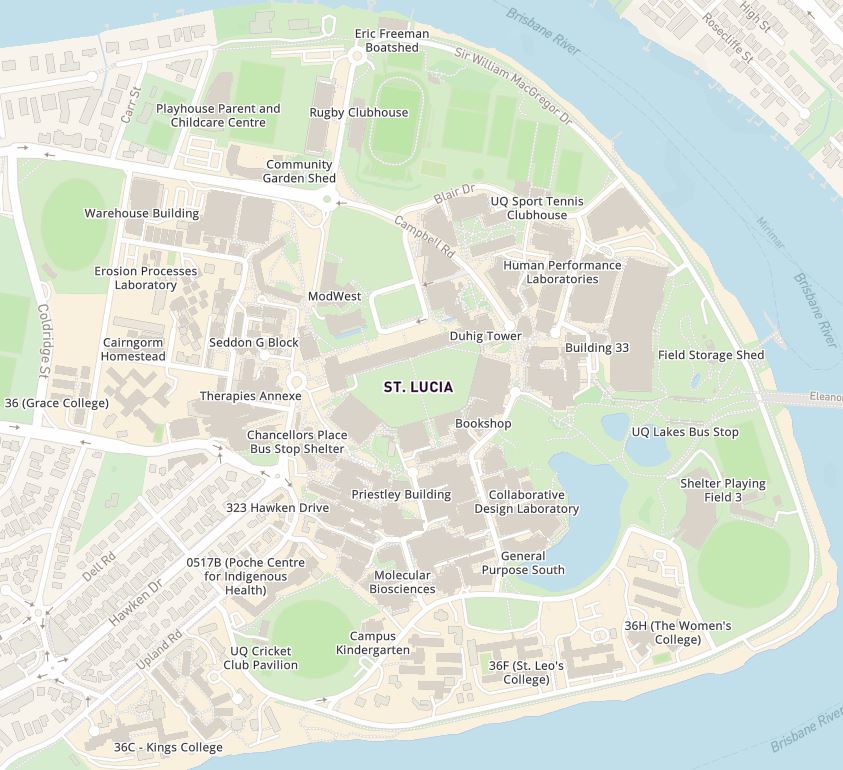 Brisbane River
High St
Rosecliffe St
Eric Freeman
Boatshed
Sir William MacGregor Dr
Carr St
Playhouse Parent and
Childcare Centre
Rugby Clubhouse
Community
Garden Shed
Blair Dr
Warehouse Building
UQ Sport Tennis
Clubhouse
Campbell Rd
Mirimar
Brisbane River
Erosion Processes
Laboratory
Human Performance
Laboratories
ModWest
Coldridge St
Cairngorm
Homestead
Seddon G Block
Duhig Tower
Building 33
Field Storage Shed
ST. LUCIA
36 (Grace College)
Therapies Annexe
Eleano
Chancellors Place
Bus Stop Shelter
Bookshop
UQ Lakes Bus Stop
Priestley Building
Collaborative
Design Laboratory
Shelter Playing
Field 3
323 Hawken Drive
Dell Rd
0517B (Poche Centre
for Indigenous
Health)
General
Purpose South
Molecular
Biosciences
Hawken Dr
Upland Rd
Campus
Kindergarten
36H (The Women's
College)
UQ Cricket
Club Pavilion
36F (St. Leo's
College)
36C - Kings College
Brisbane River